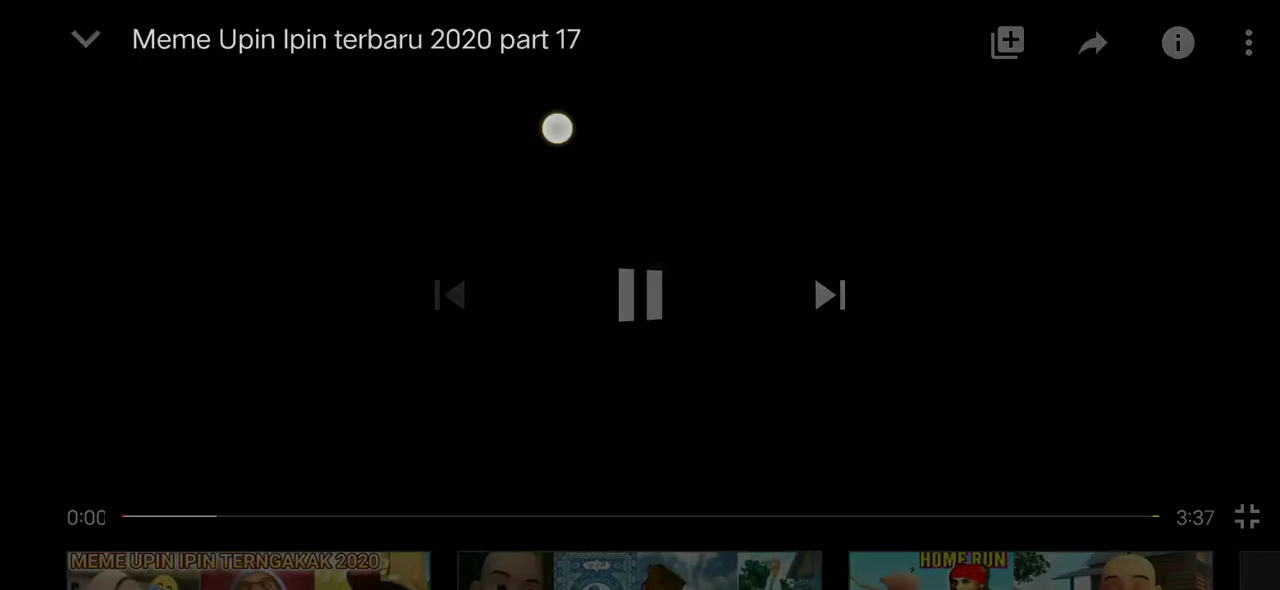 Meme Upin Ipin terbaru 2020 part 17
0:00
3:37
MEME UPIN IPIN TERNGAKAK 2020
HOME RUN